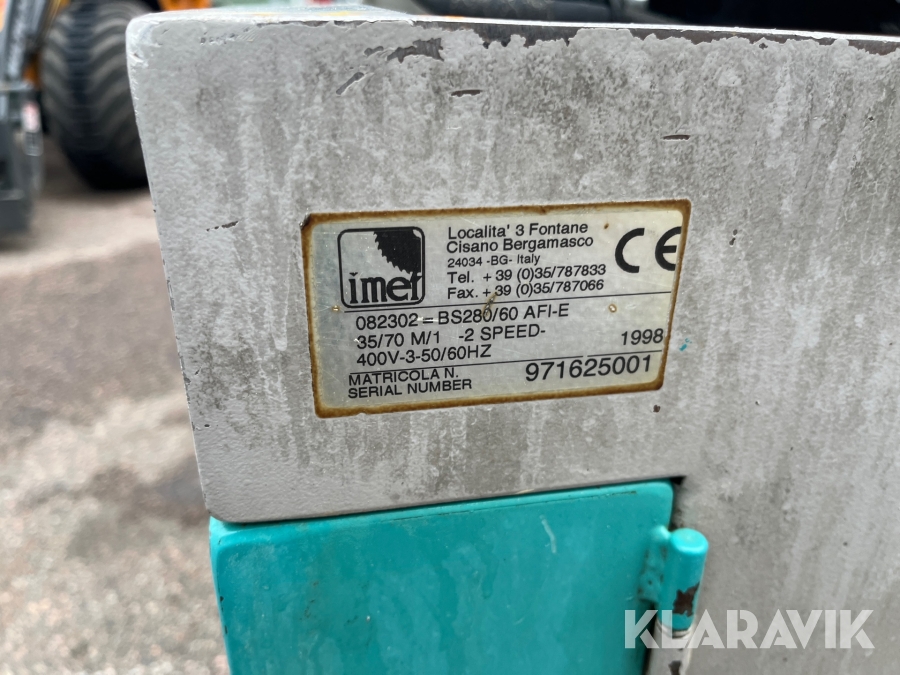 imet
Localita' 3 Fontane
Cisano Bergamasco
24034 -BG- Italy
Tel. + 39 (0)35/787833
Fax. + 39 (0)35/787066
CE
082302 = BS280/60 AFI-E
35/70 M/1 -2 SPEED-
400V-3-50/60HZ
1998
MATRICOLA N.
SERIAL NUMBER
971625001
KLARAVIK